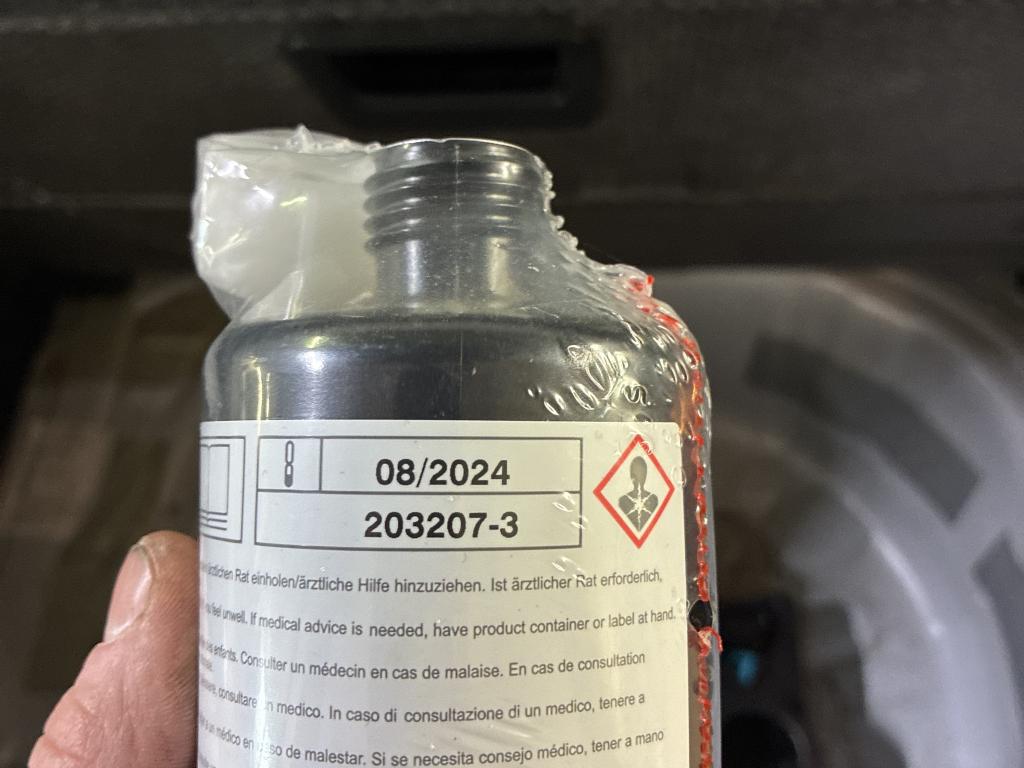 08/2024
203207-3
Rat einholen/ärztliche Hilfe hinzuziehen. Ist ärztlicher Rat erforderlich,
feel unwell. If medical advice is needed, have product container or label at hand.
enfants. Consulter un médecin en cas de malaise. En cas de consultation
consultare un medico. In caso di consultazione di un medico, tenere a
médico en caso de malestar. Si se necesita consejo médico, tener a mano